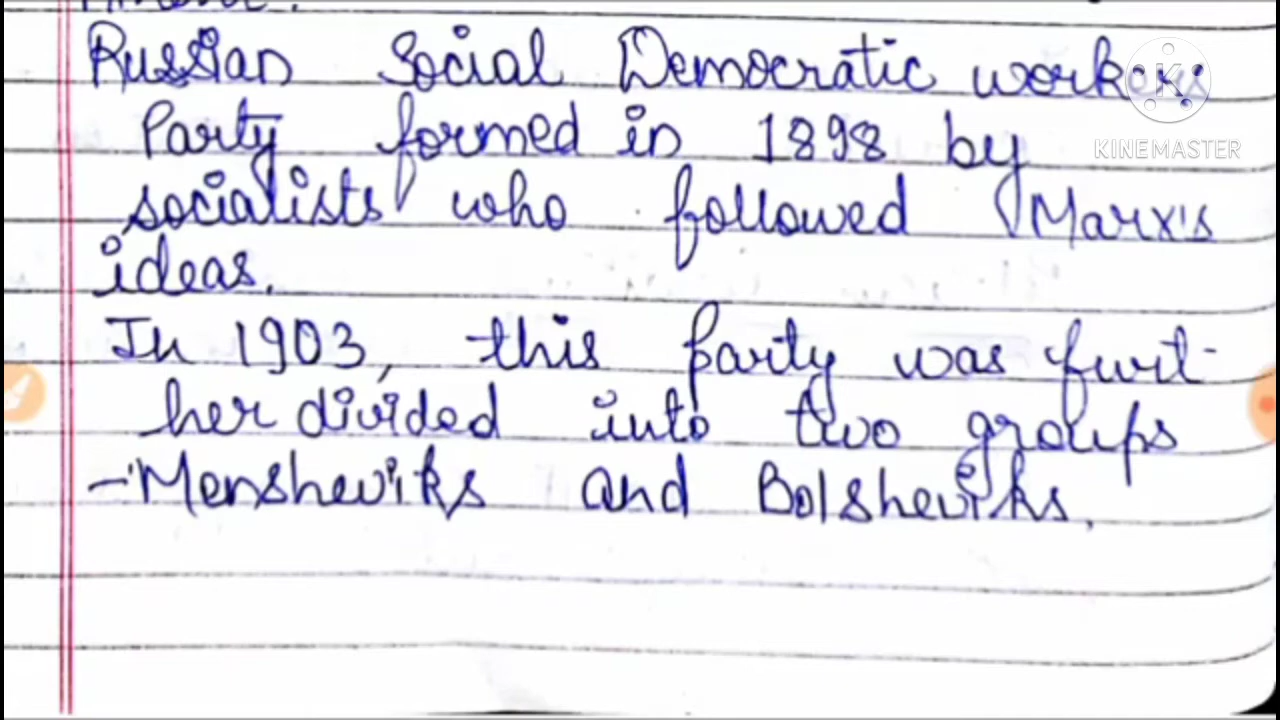 Russian Social Democratic workers
Party formed in 1898 by
socialists who followed Marx's
ideas.
In 1903, this party was furt-
her divided into two groups
- Mensheviks and Bolsheviks.
K
KINEMASTER